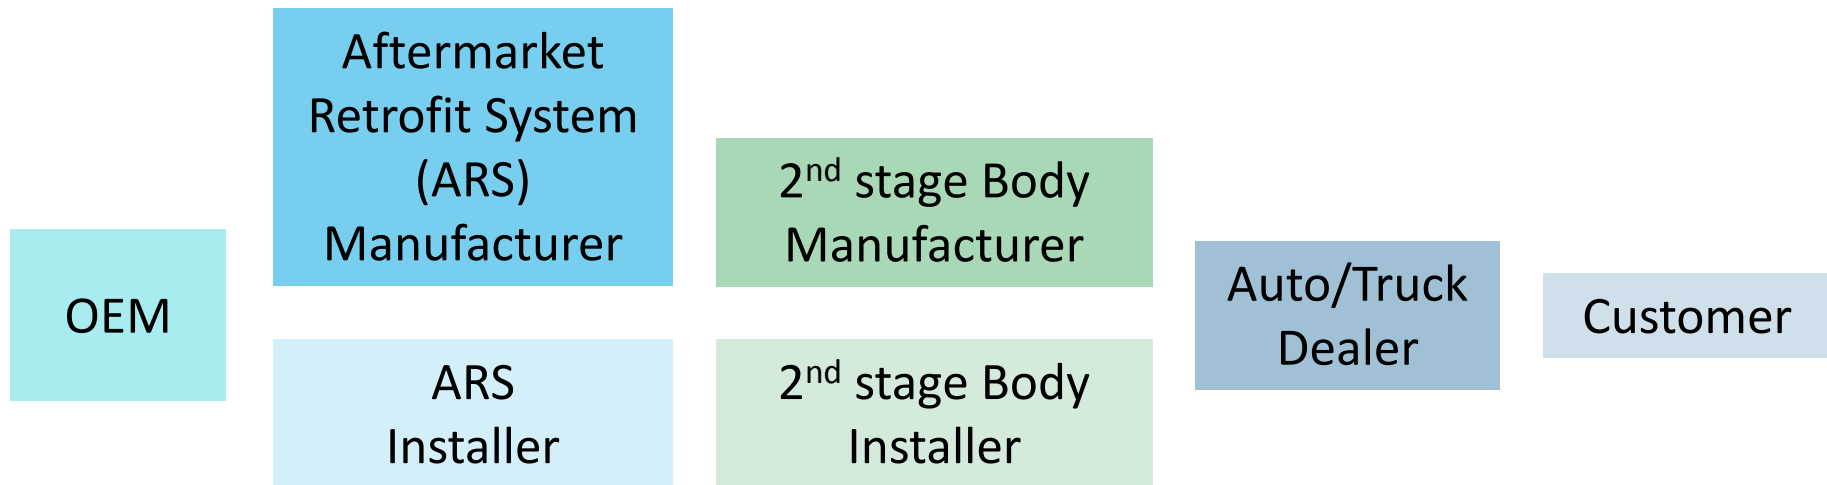 OEM
Aftermarket
Retrofit System
(ARS)
Manufacturer
ARS
Installer
2nd stage Body
Manufacturer
2nd stage Body
Installer
Auto/Truck
Dealer
Customer